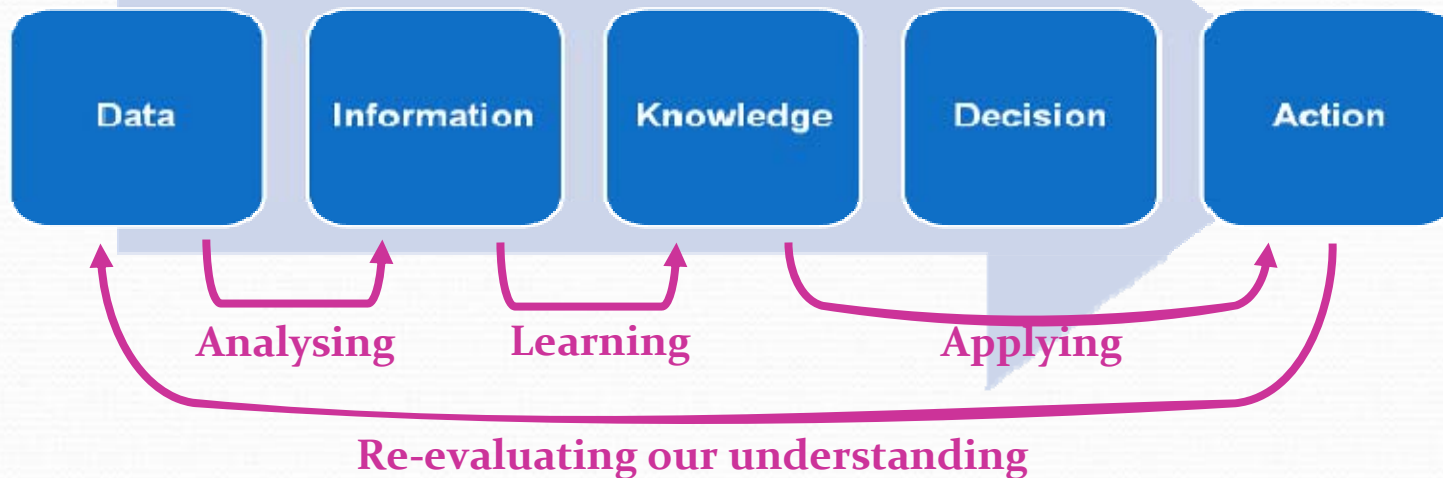 Data Information Knowledge Decision Action
Analysing Learning Applying
Re-evaluating our understanding